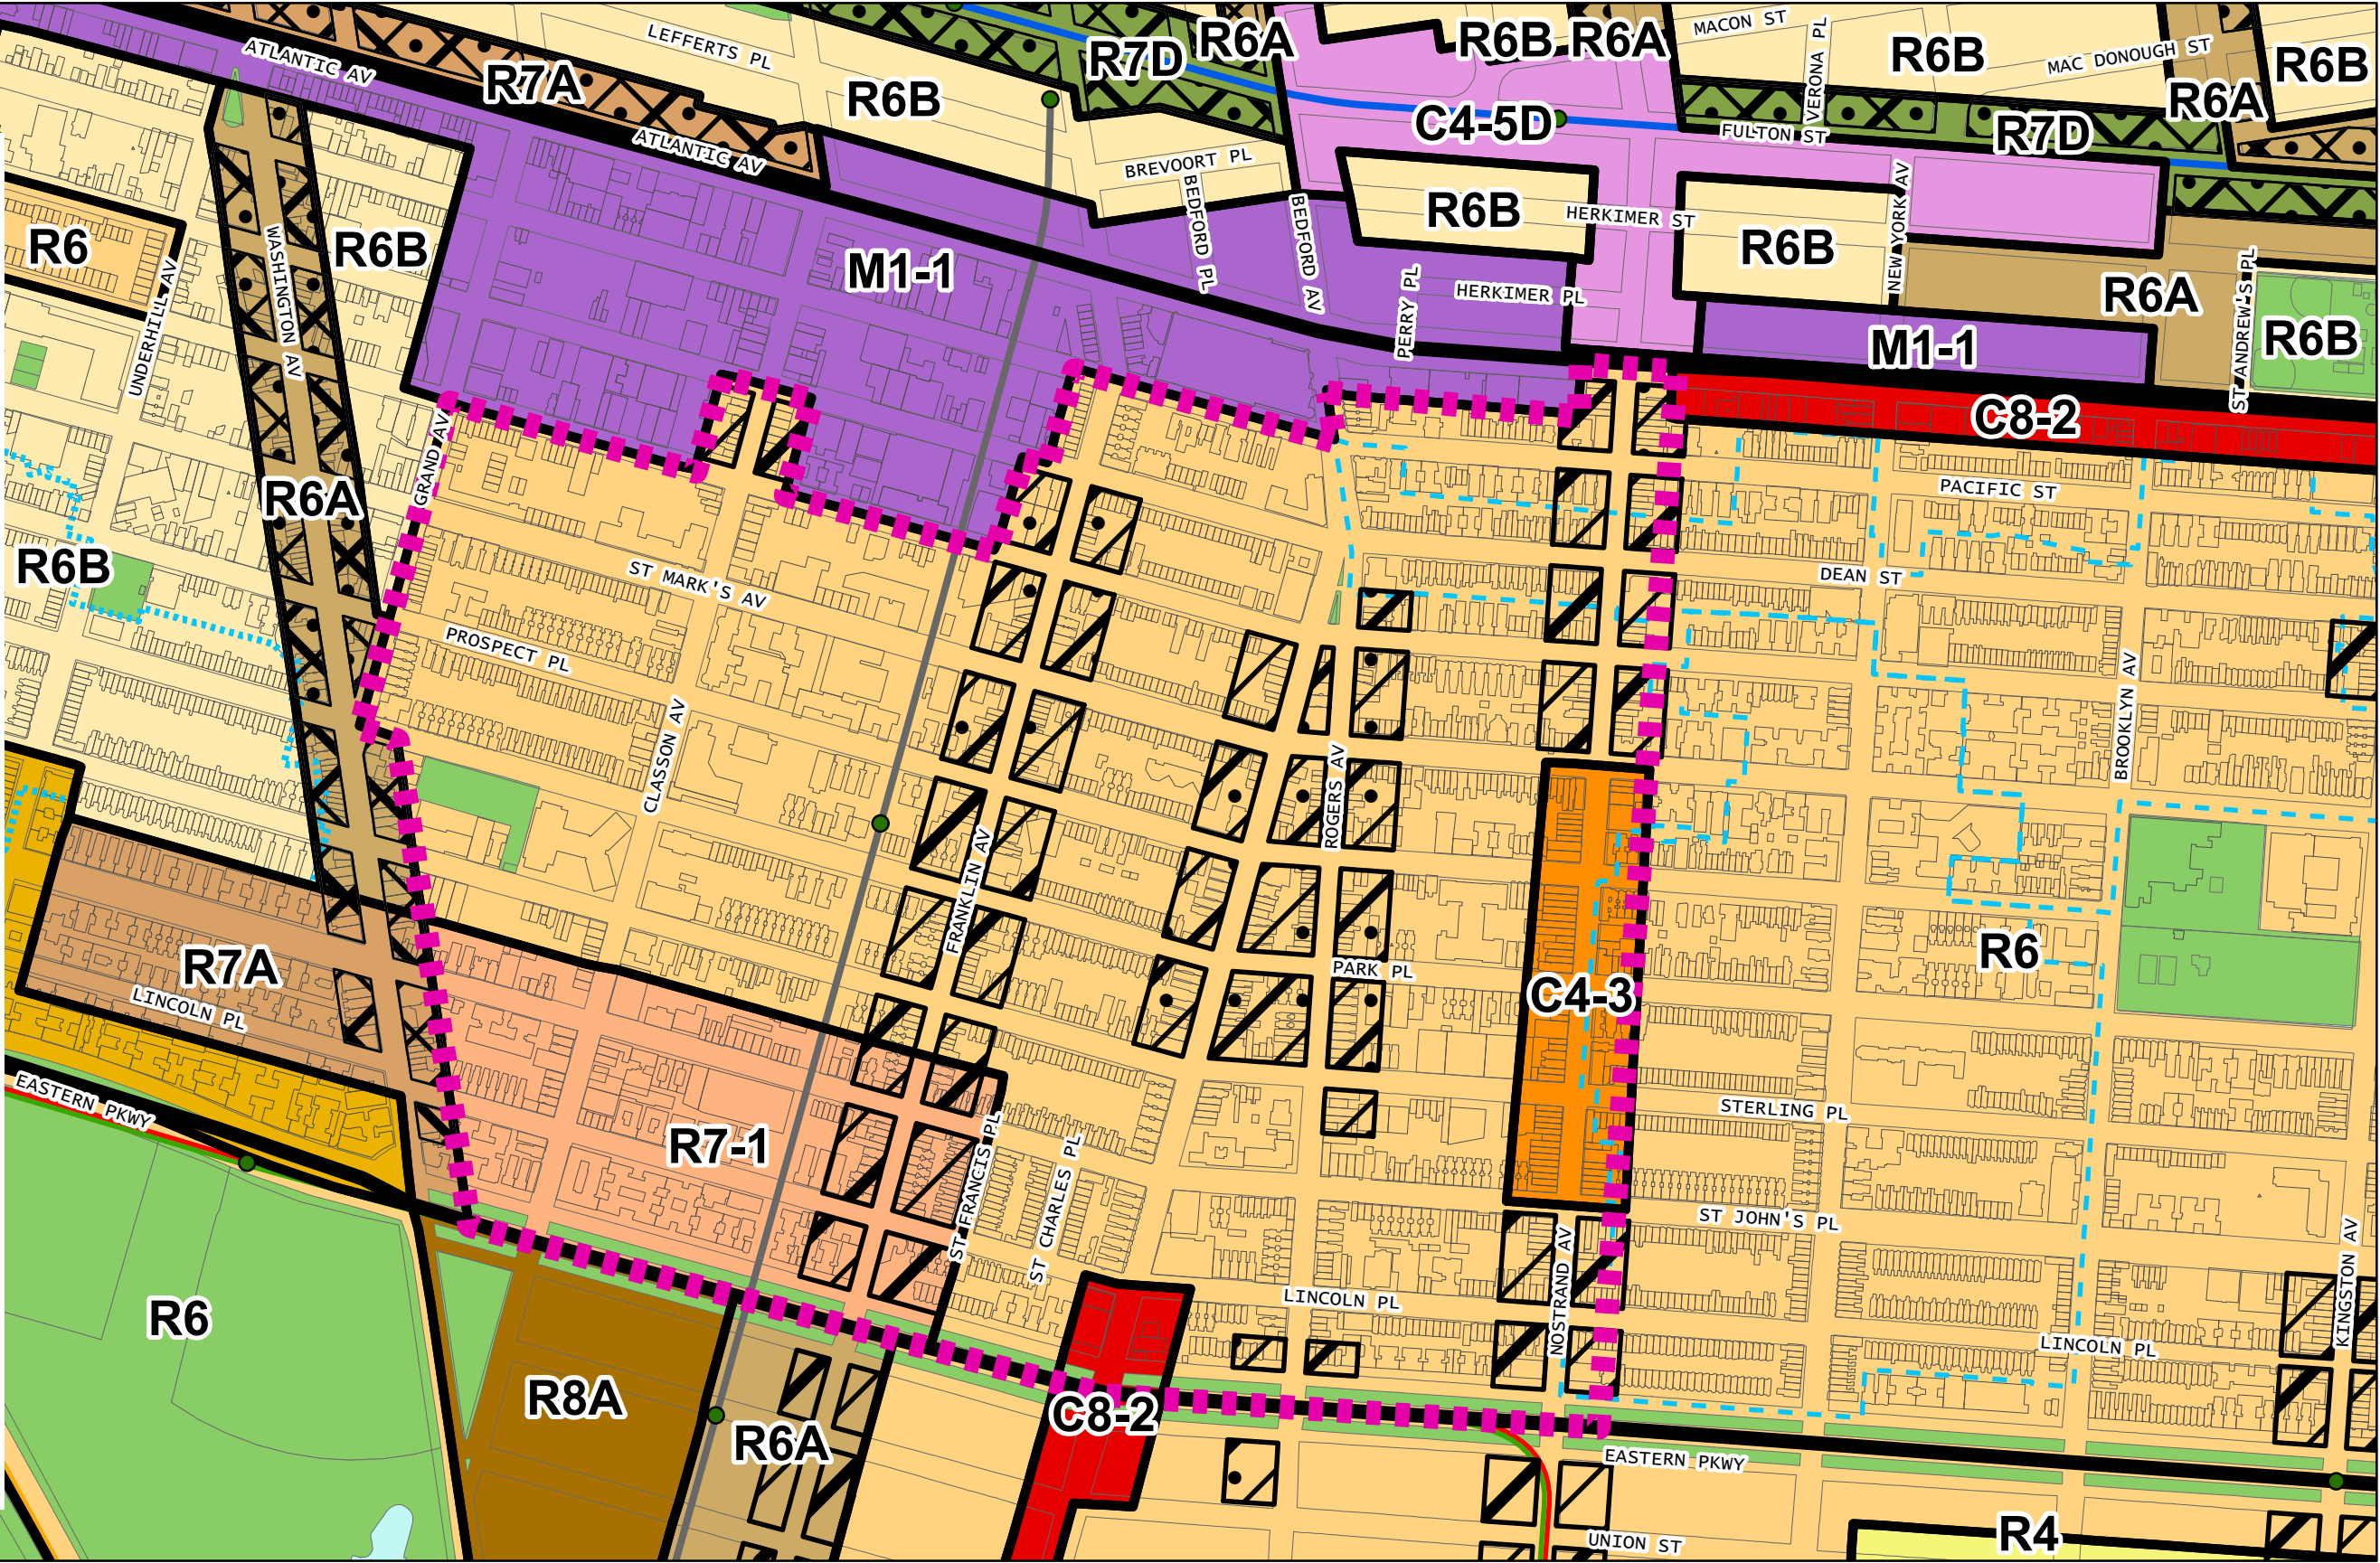 MACON ST
R6A
R6B
R6A
LEFFERTS PL
VERONA PL
R6B
MAC DONOUGH ST
R6B
ATLANTIC AV
R7D
R7A
R6B
R6A
C4-5D
FULTON ST
R7D
ATLANTIC AV
BREVOORT PL
BEDFORD PL
BEDFORD AV
R6B
HERKIMER ST
NEW YORK AV
R6
WASHINGTON AV
R6B
R6B
M1-1
UNDERHILL AV
PERRY PL
HERKIMER PL
R6A
ST ANDREW'S PL
R6B
M1-1
C8-2
GRAND AV
R6A
PACIFIC ST
R6B
ST MARK'S AV
DEAN ST
PROSPECT PL
BROOKLYN AV
CLASSON AV
ROGERS AV
FRANKLIN AV
R6
R7A
PARK PL
C4-3
LINCOLN PL
EASTERN PKWY
STERLING PL
R7-1
ST FRANCIS PL
ST CHARLES PL
ST JOHN'S PL
NOSTRAND AV
KINGSTON AV
LINCOLN PL
R6
LINCOLN PL
R8A
C8-2
R6A
EASTERN PKWY
UNION ST
R4